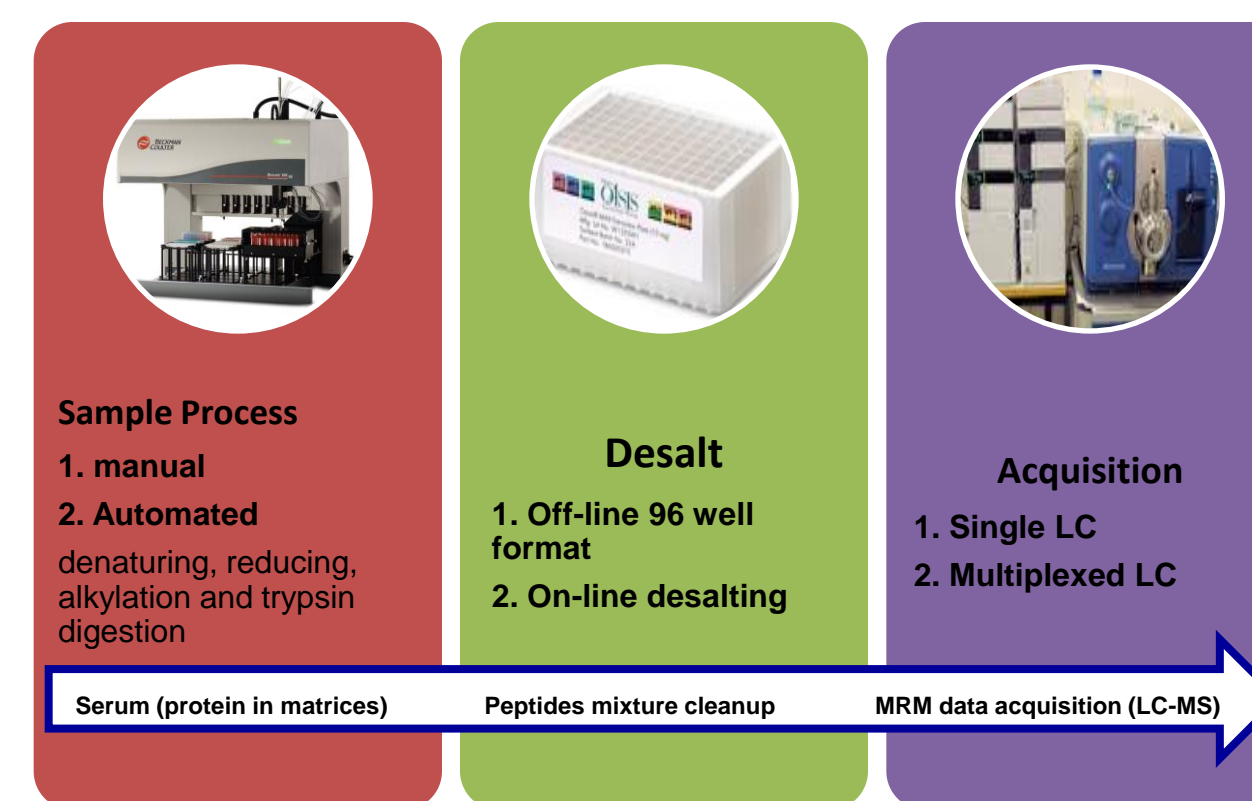 BECKMAN
COULTER
Sample Process
1. manual
2. Automated
denaturing, reducing,
alkylation and trypsin
digestion
Oasis
Desalt
1. Off-line 96 well
format
2. On-line desalting
Acquisition
1. Single LC
2. Multiplexed LC
Serum (protein in matrices)
Peptides mixture cleanup
MRM data acquisition (LC-MS)